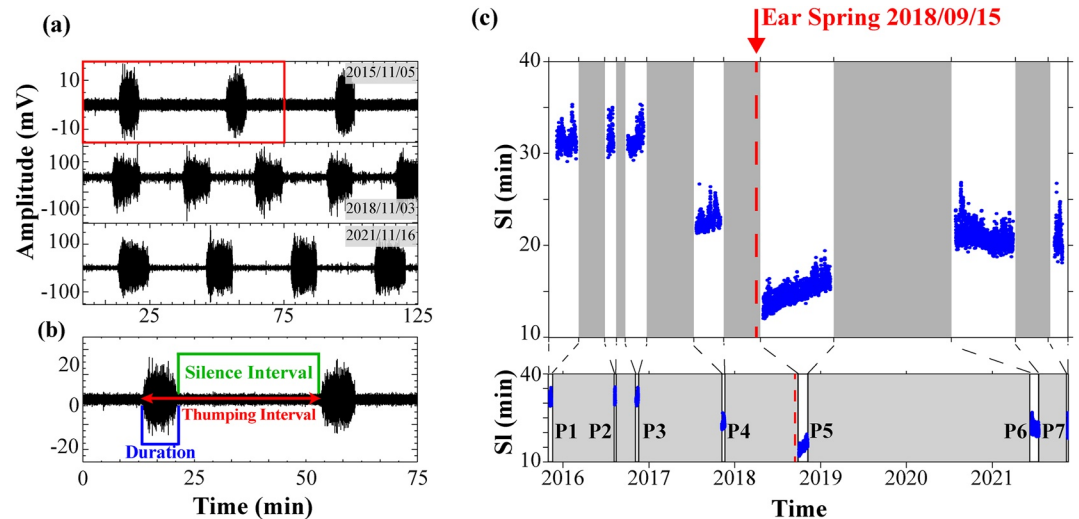 (a)
Amplitude (mV)
10
-10
2015/11/05
100
-100
2018/11/03
100
-100
2021/11/16
25
75
125
(b)
20
0
-20
Silence Interval
Thumping Interval
Duration
0
25
50
75
Time (min)
(c)
Ear Spring 2018/09/15
SI (min)
40
30
20
10
SI (min)
40
10
P1
P2
P3
P4
P5
P6
P7
2016
2017
2018
2019
2020
2021
Time